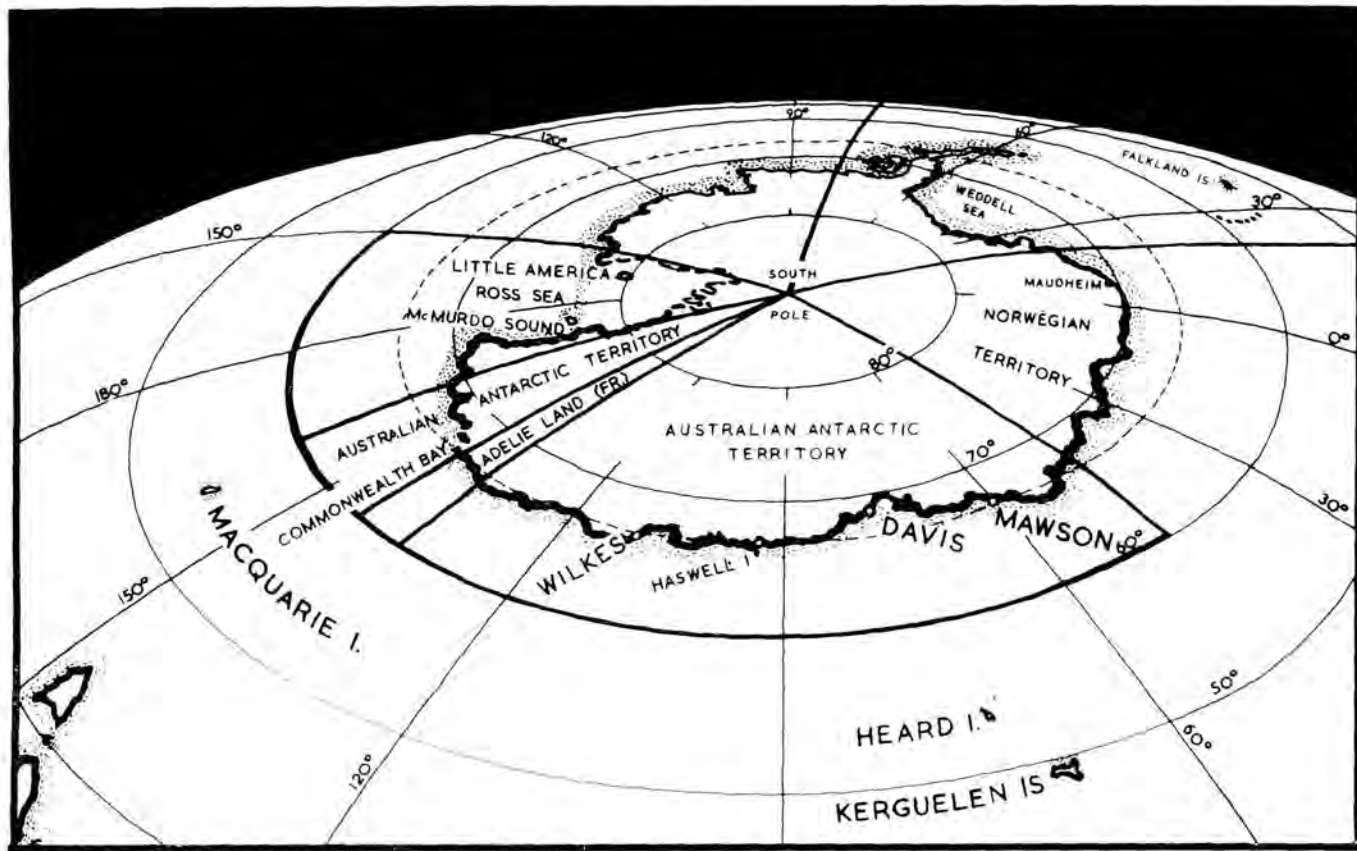 90°
120°
60°
FALKLAND IS
150°
WEDDELL
SEA
30°
LITTLE AMERICA
ROSS SEA
McMURDO SOUND
SOUTH
POLE
MAUDHEIM
NORWEGIAN
TERRITORY
0°
180°
80°
AUSTRALIAN ANTARCTIC TERRITORY
ADELIE LAND (FR.)
COMMONWEALTH BAY
AUSTRALIAN ANTARCTIC
TERRITORY
70°
MACQUARIE I.
WILKES
HASWELL I
DAVIS
MAWSON
60°
30°
150°
50°
HEARD I.
60°
120°
KERGUELEN IS